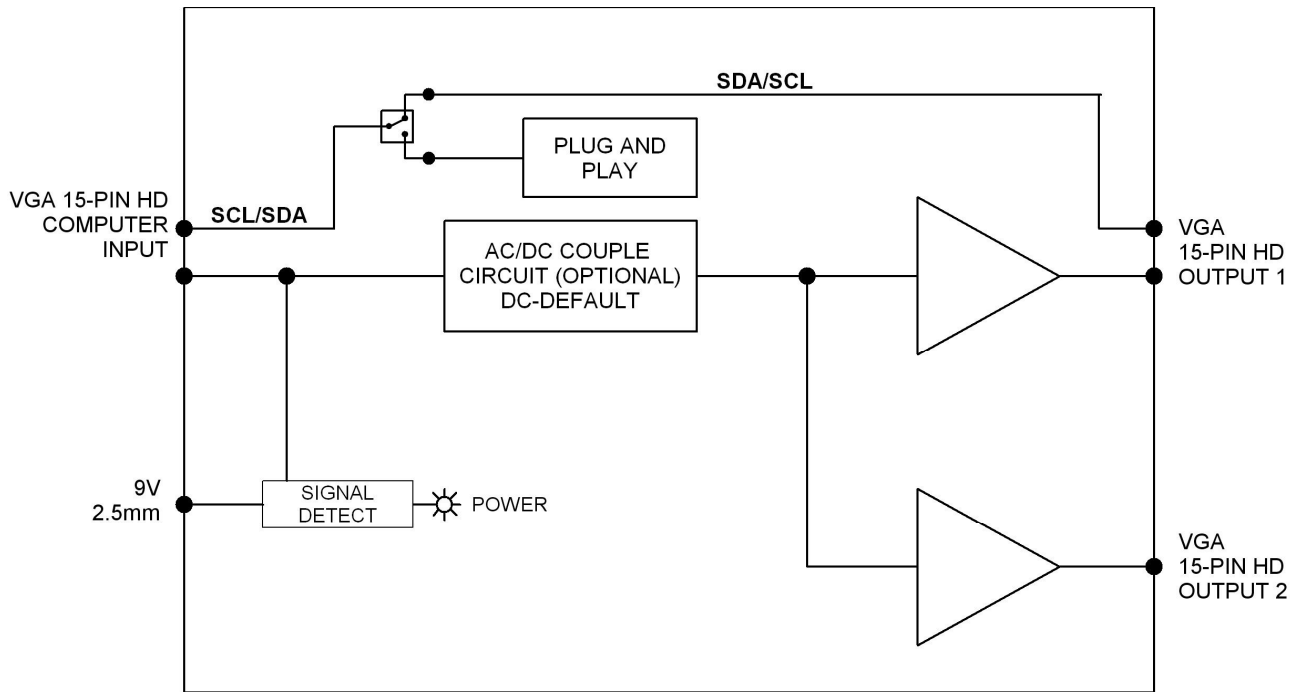 SDA/SCL
PLUG AND
PLAY
VGA 15-PIN HD
COMPUTER
INPUT
SCL/SDA
AC/DC COUPLE
CIRCUIT (OPTIONAL)
DC-DEFAULT
VGA
15-PIN HD
OUTPUT 1
9V
2.5mm
SIGNAL
DETECT
POWER
VGA
15-PIN HD
OUTPUT 2